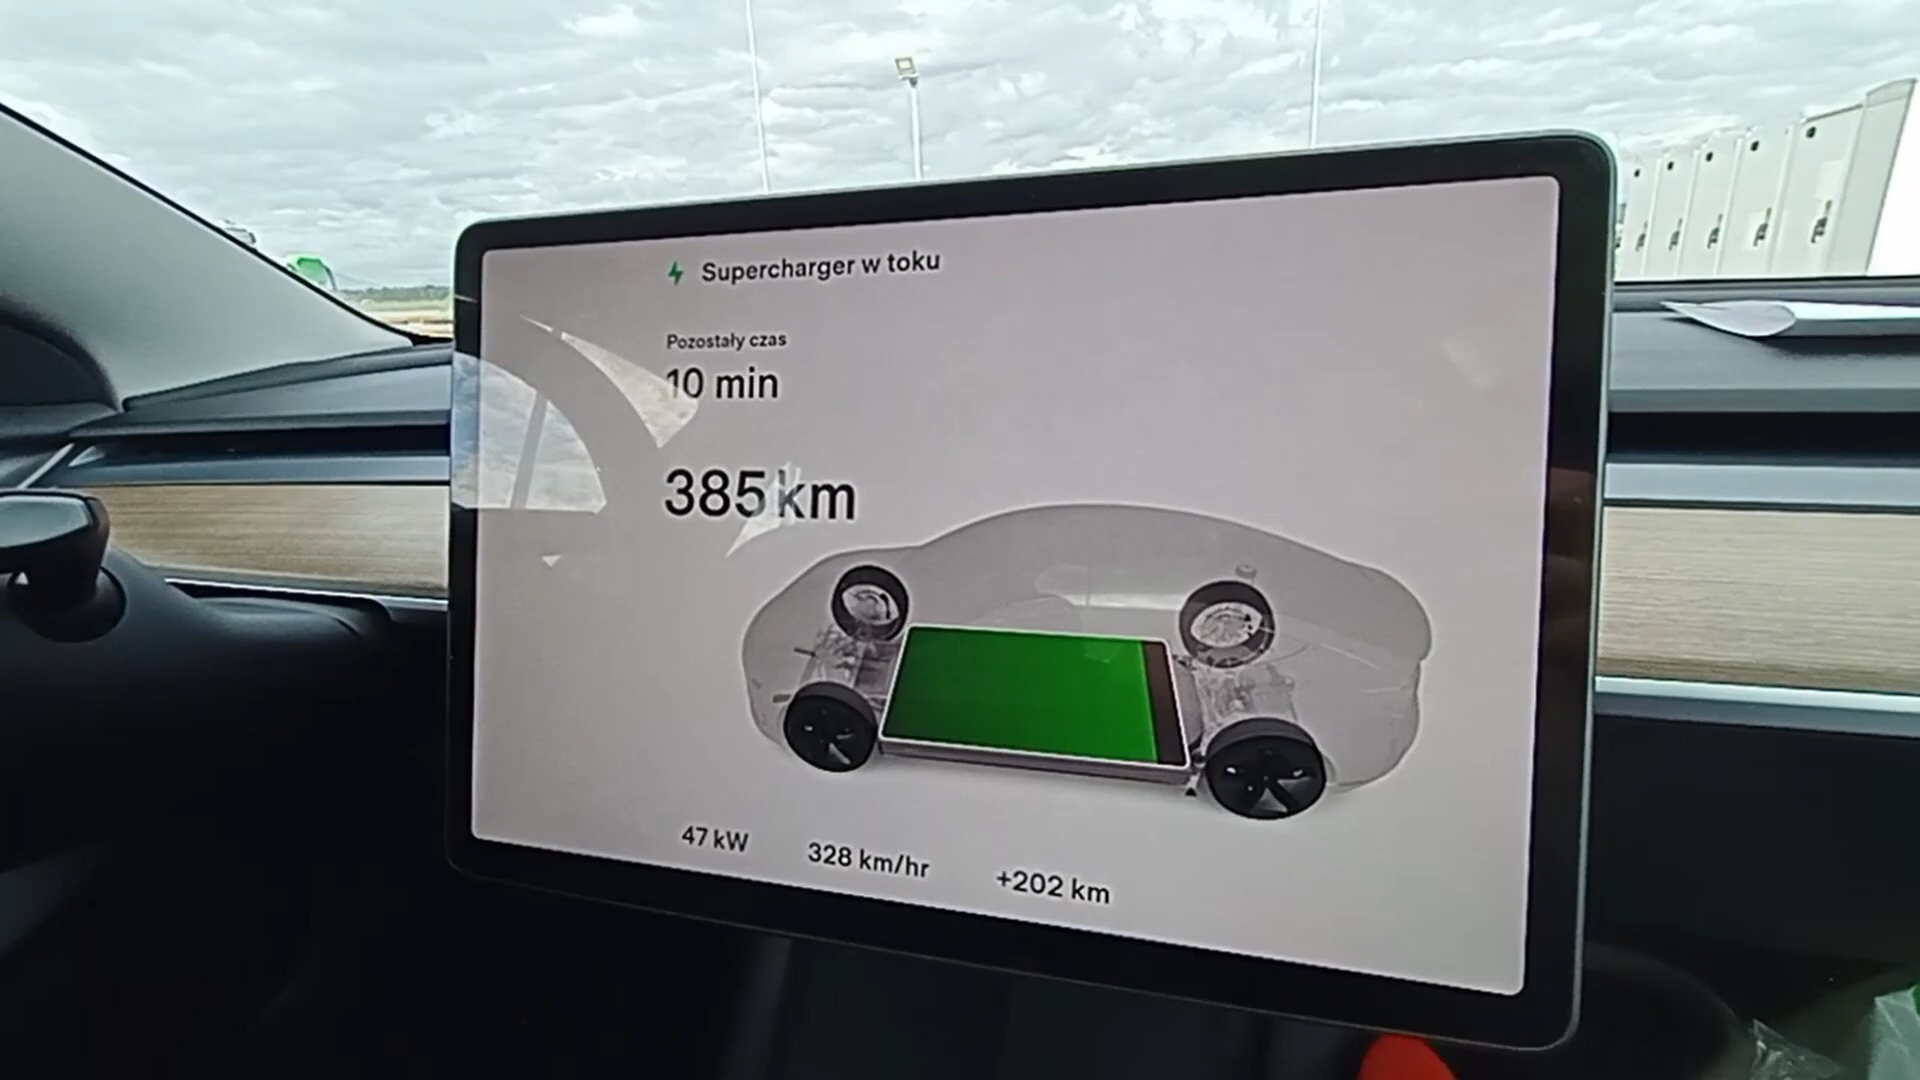 Supercharger w toku
Pozostały czas
10 min
385 km
47 kW
328 km/hr
+202 km